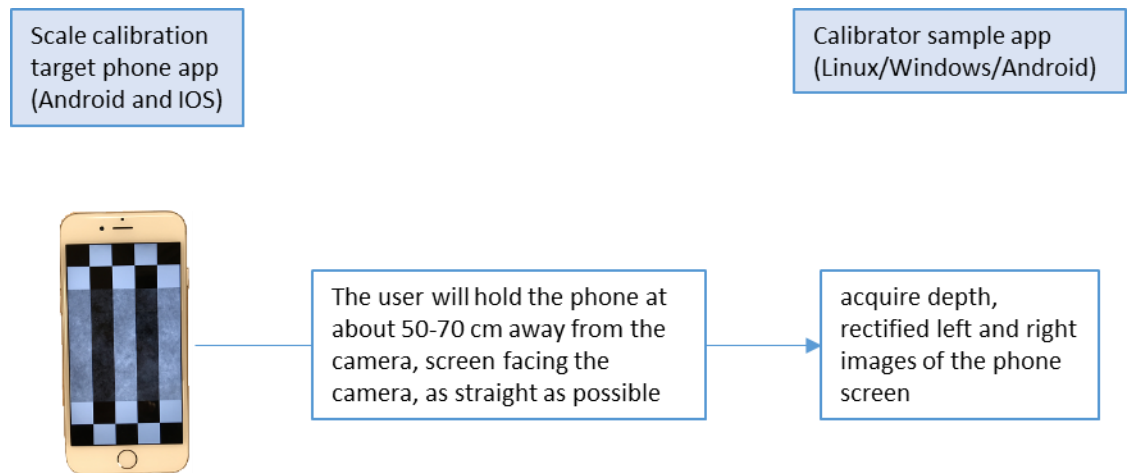 Scale calibration
target phone app
(Android and IOS)
Calibrator sample app
(Linux/Windows/Android)
The user will hold the phone at
about 50-70 cm away from the
camera, screen facing the
camera, as straight as possible
acquire depth,
rectified left and right
images of the phone
screen